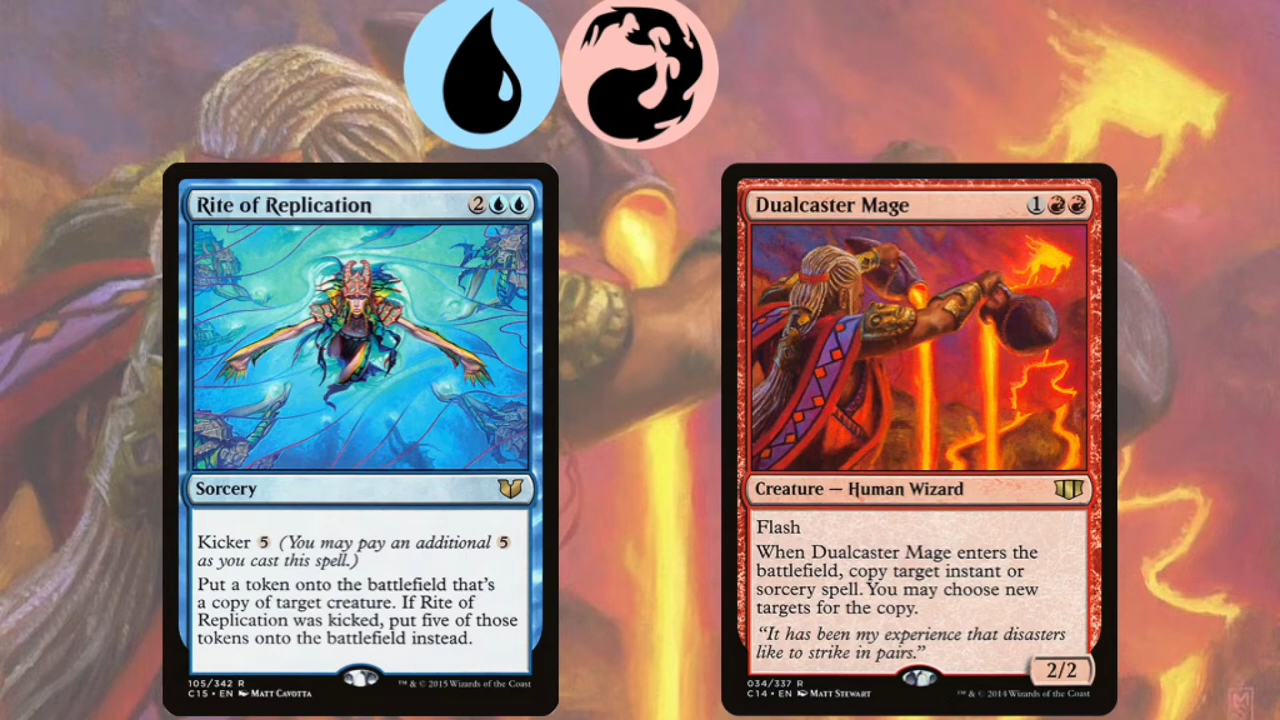 Rite of Replication 2
Sorcery
Kicker 5 (You may pay an additional 5
as you cast this spell.)
Put a token onto the battlefield that's
a copy of target creature. If Rite of
Replication was kicked, put five of those
tokens onto the battlefield instead.
105/342 R
C15 • EN Matt Cavotta
™ & © 2015 Wizards of the Coast
Dualcaster Mage 1
Creature — Human Wizard
Flash
When Dualcaster Mage enters the
battlefield, copy target instant or
sorcery spell. You may choose new
targets for the copy.
"It has been my experience that disasters
like to strike in pairs."
2/2
034/337 R
C14 • EN Matt Stewart
™ & © 2014 Wizards of the Coast